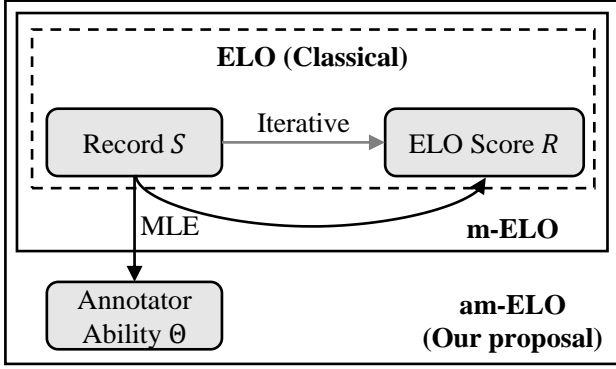 ELO (Classical)
Iterative
Record S
ELO Score R
MLE
m-ELO
Annotator
Ability Θ
am-ELO
(Our proposal)